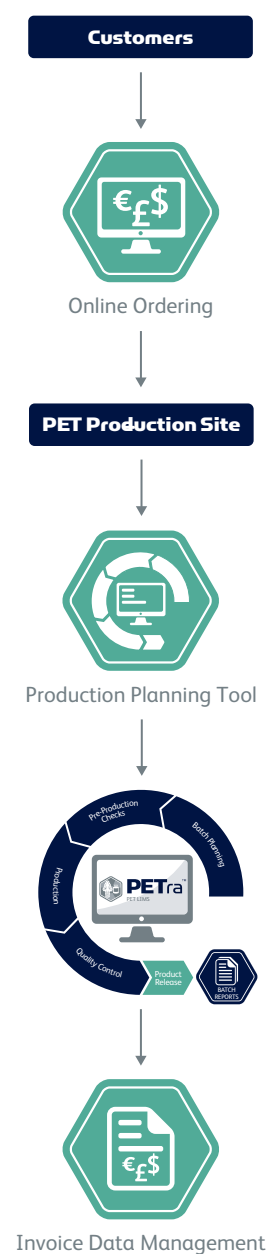 Customers
€£$
Online Ordering
PET Production Site
Production Planning Tool
Pre-Production
Checks
Batch Planning
Production
PETra™
PET LIMS
Quality Control
Product
Release
BATCH
REPORTS
€£$
Invoice Data Management